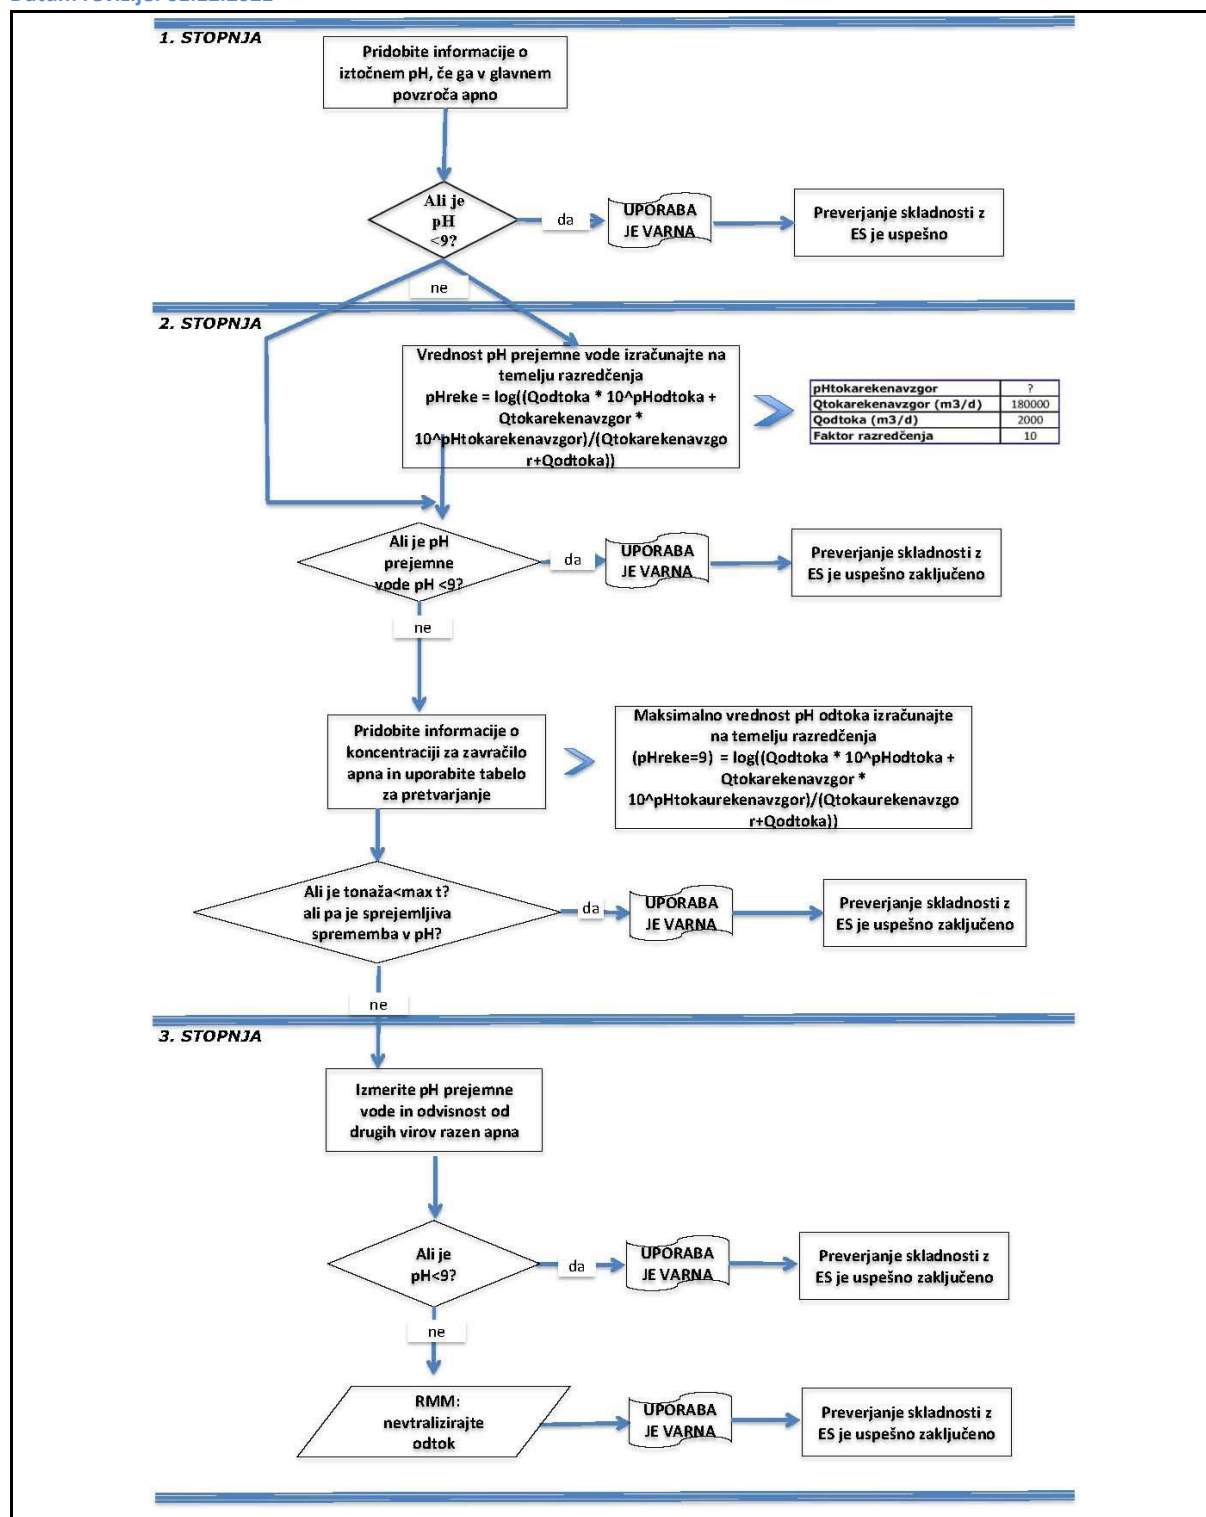 1. STOPNJA
Pridobite informacije o
iztočnem pH, če ga v glavnem
povzroča apno
Ali je
pH
<9?
da
UPORABA
JE VARNA
Preverjanje skladnosti z
ES je uspešno
ne
2. STOPNJA
Vrednost pH prejemne vode izračunajte na
temelju razredčenja
pHreke = log((Qodtoka * 10^pHodtoka +
Qtokarekenavzgor *
10^pHtokarekenavzgor)/(Qtokarekenavzgo
r+Qodtoka))
pHtokarekenavzgor ?
Qtokarekenavzgor (m3/d) 180000
Qodtoka (m3/d) 2000
Faktor razredčenja 10
Ali je pH
prejemne
vode pH <9?
da
UPORABA
JE VARNA
Preverjanje skladnosti z
ES je uspešno zaključeno
ne
Pridobite informacije o
koncentraciji za zavračilo
apna in uporabite tabelo
za pretvarjanje
Maksimalno vrednost pH odtoka izračunajte
na temelju razredčenja
(pHreke=9) = log((Qodtoka * 10^pHodtoka +
Qtokarekenavzgor *
10^pHtokaurekenavzgor)/(Qtokaurekenavzgo
r+Qodtoka))
Ali je tonaža<max t?
ali pa je sprejemljiva
sprememba v pH?
da
UPORABA
JE VARNA
Preverjanje skladnosti z
ES je uspešno zaključeno
ne
3. STOPNJA
Izmerite pH prejemne
vode in odvisnost od
drugih virov razen apna
Ali je
pH<9?
da
UPORABA
JE VARNA
Preverjanje skladnosti z
ES je uspešno zaključeno
ne
RMM:
nevtralizirajte
odtok
UPORABA
JE VARNA
Preverjanje skladnosti z
ES je uspešno zaključeno